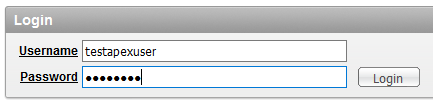 Login
Username testapexuser
Password ●●●●●●●● Login